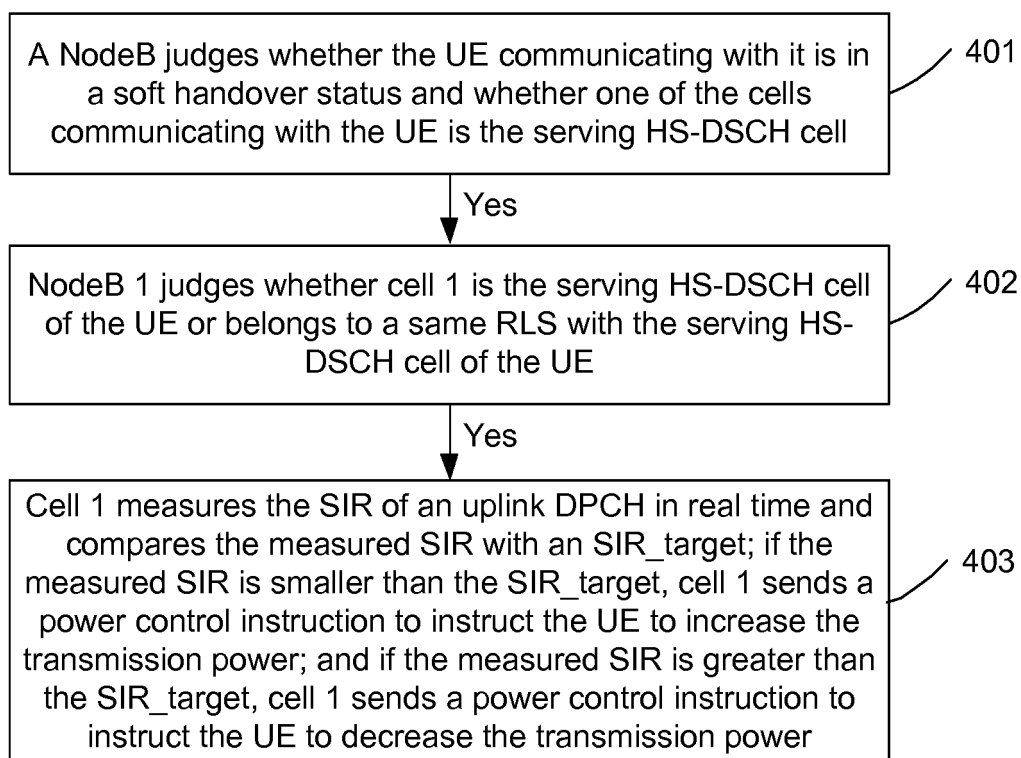 A NodeB judges whether the UE communicating with it is in
a soft handover status and whether one of the cells
communicating with the UE is the serving HS-DSCH cell
401
Yes
NodeB 1 judges whether cell 1 is the serving HS-DSCH cell
of the UE or belongs to a same RLS with the serving HS-
DSCH cell of the UE
402
Yes
Cell 1 measures the SIR of an uplink DPCH in real time and
compares the measured SIR with an SIR_target; if the
measured SIR is smaller than the SIR_target, cell 1 sends a
power control instruction to instruct the UE to increase the
transmission power; and if the measured SIR is greater than
the SIR_target, cell 1 sends a power control instruction to
instruct the UE to decrease the transmission power
403